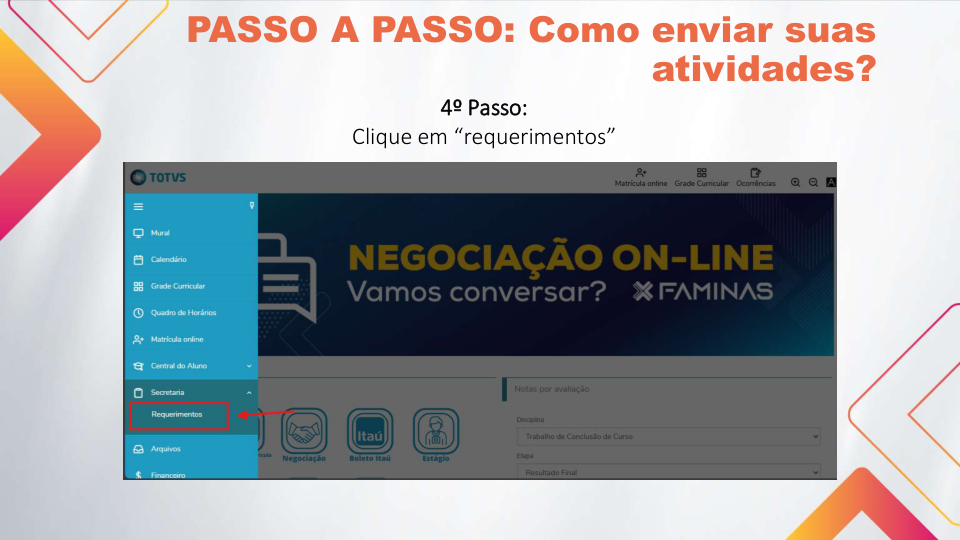 PASSO A PASSO: Como enviar suas
atividades?
4º Passo:
Clique em “requerimentos”
TOTVS
Matrícula online Grade Curricular Ocorrências A
Mural
Calendário
Grade Curricular
Quadro de Horários
Matrícula online
Central do Aluno
Secretaria
Requerimentos
Arquivos
Financeiro
NEGOCIAÇÃO ON-LINE
Vamos conversar? FAMINAS
Negociação
Itaú
Boleto Itaú
Estágio
Notas por avaliação
Disciplina
Trabalho de Conclusão de Curso
Etapa
Resultado Final